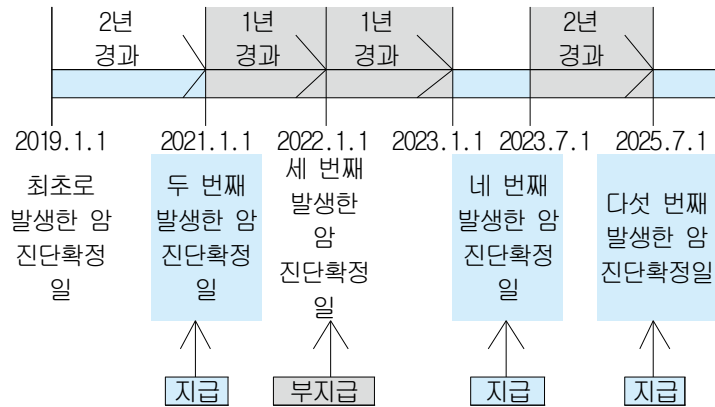 2년
경과
1년
경과
1년
경과
2년
경과
2019.1.1
2021.1.1
2022.1.1
2023.1.1
2023.7.1
2025.7.1
최초로
발생한 암
진단확정
일
두 번째
발생한 암
진단확정
일
세 번째
발생한
암
진단확정
일
네 번째
발생한 암
진단확정
일
다섯 번째
발생한 암
진단확정일
지급
부지급
지급
지급